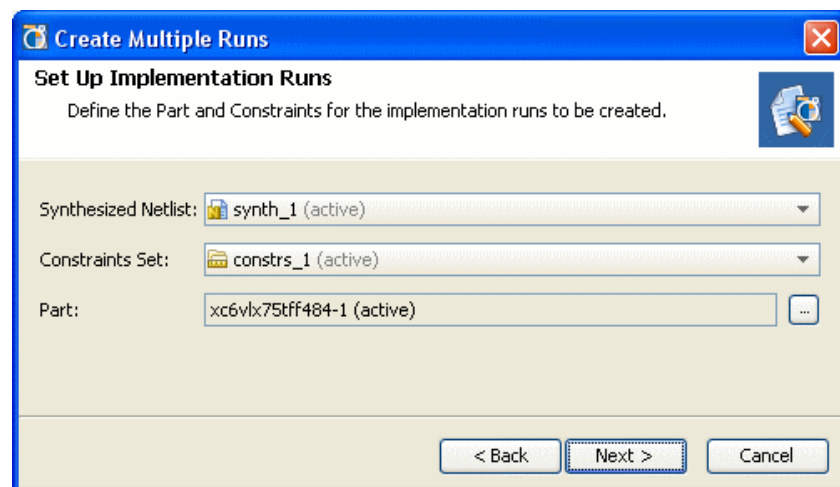 Create Multiple Runs
Set Up Implementation Runs
Define the Part and Constraints for the implementation runs to be created.
Synthesized Netlist: synth_1 (active)
Constraints Set: constrs_1 (active)
Part: xc6vlx75tff484-1 (active) ...
< Back Next > Cancel